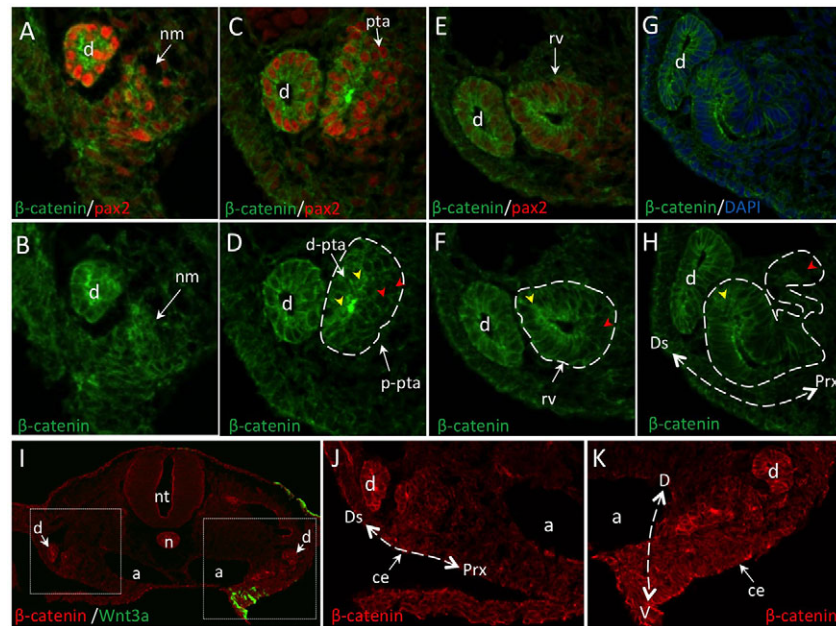 A
d
nm
β-catenin/pax2
C
pta
d
β-catenin/pax2
E
rv
d
β-catenin/pax2
G
d
β-catenin/DAPI
B
nm
d
β-catenin
D
d-pta
d
p-pta
β-catenin
F
d
rv
β-catenin
H
d
Ds
Prx
β-catenin
I
nt
d
n
d
a
a
β-catenin/Wnt3a
J
d
Ds
a
ce
Prx
β-catenin
K
D
d
a
ce
V
β-catenin